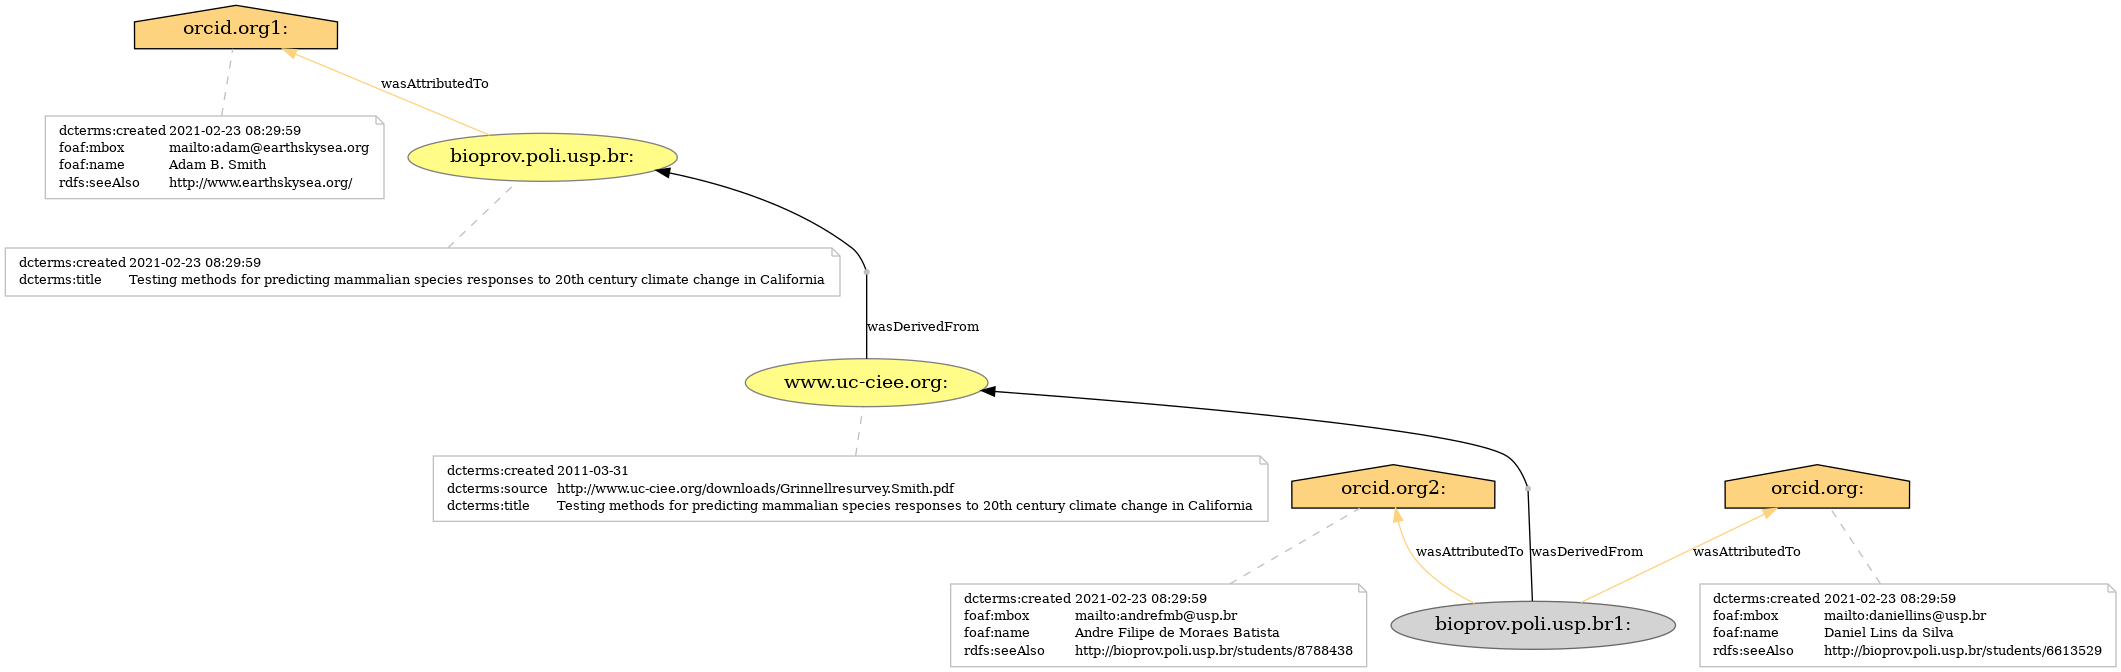 orcid.org1:
wasAttributedTo
dcterms:created 2021-02-23 08:29:59
foaf:mbox mailto:adam@earthskysea.org
foaf:name Adam B. Smith
rdfs:seeAlso http://www.earthskysea.org/
bioprov.poli.usp.br:
dcterms:created 2021-02-23 08:29:59
dcterms:title Testing methods for predicting mammalian species responses to 20th century climate change in California
wasDerivedFrom
www.uc-ciee.org:
dcterms:created 2011-03-31
dcterms:source http://www.uc-ciee.org/downloads/Grinnellresurvey.Smith.pdf
dcterms:title Testing methods for predicting mammalian species responses to 20th century climate change in California
orcid.org2:
orcid.org:
wasAttributedTo
wasDerivedFrom
wasAttributedTo
dcterms:created 2021-02-23 08:29:59
foaf:mbox mailto:andrefmb@usp.br
foaf:name Andre Filipe de Moraes Batista
rdfs:seeAlso http://bioprov.poli.usp.br/students/8788438
bioprov.poli.usp.br1:
dcterms:created 2021-02-23 08:29:59
foaf:mbox mailto:daniellins@usp.br
foaf:name Daniel Lins da Silva
rdfs:seeAlso http://bioprov.poli.usp.br/students/6613529